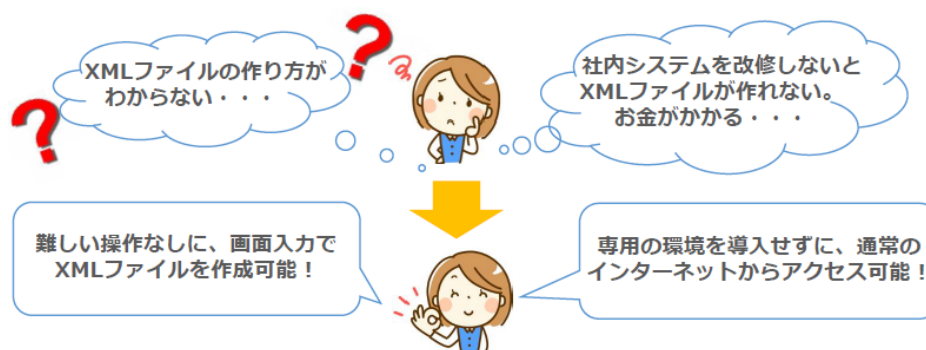 XMLファイルの作り方が
わからない・・・
社内システムを改修しないと
XMLファイルが作れない。
お金がかかる・・・
難しい操作なしに、画面入力で
XMLファイルを作成可能！
専用の環境を導入せずに、通常の
インターネットからアクセス可能！